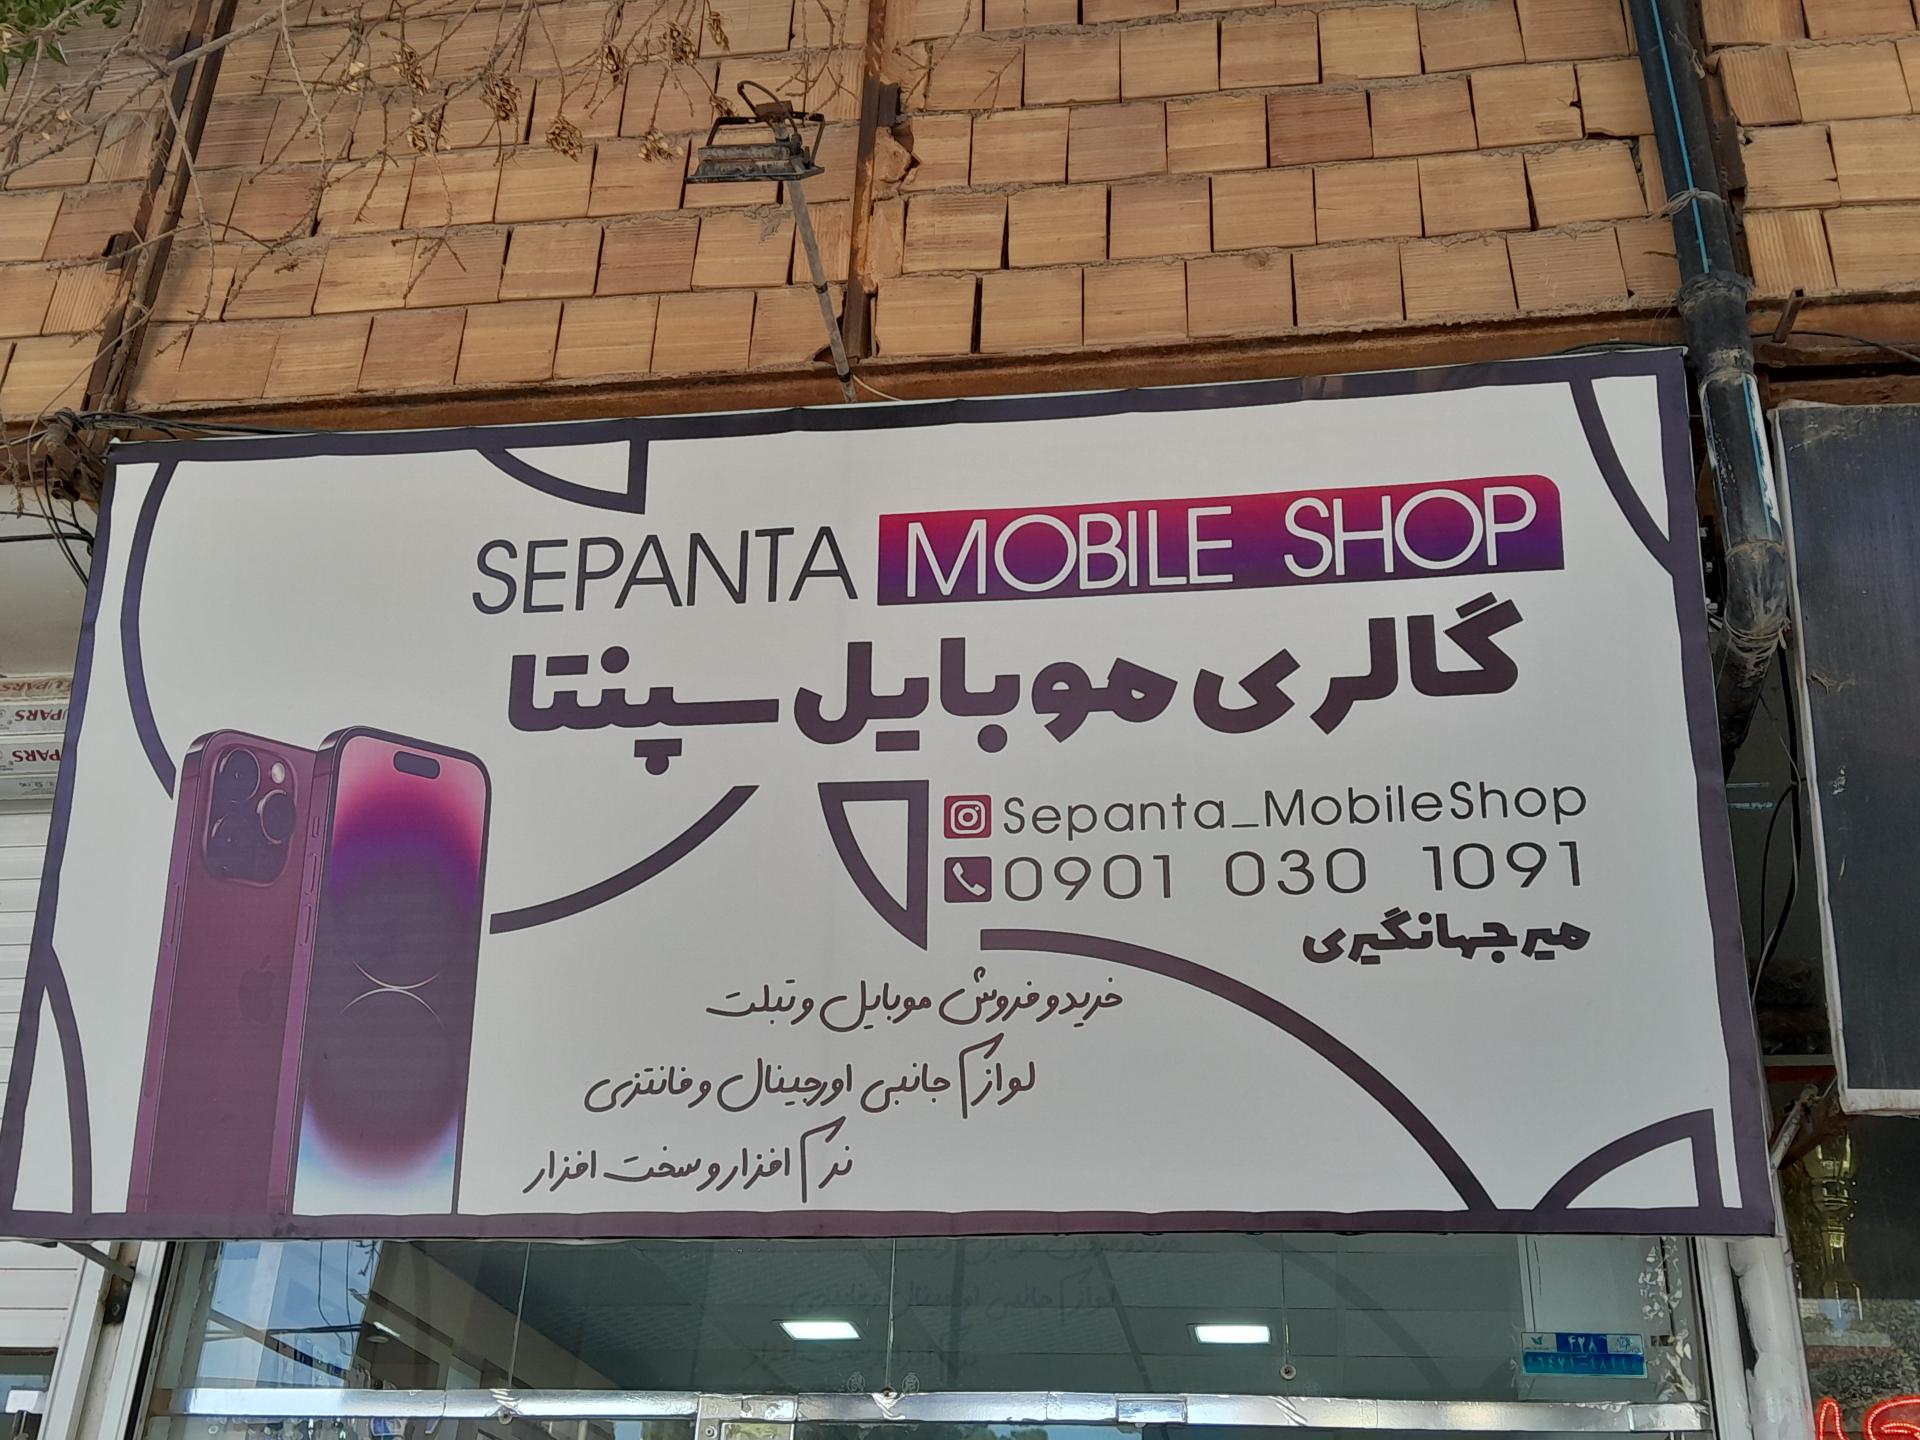 SEPANTA MOBILE SHOP
گالری موبایل سپنتا
Sepanta_MobileShop
0901 030 1091
میرجهانگیری
خرید و فروش موبایل و تبلت
لوازم جانبی اورجینال و فانتزی
نرم افزار و سخت افزار
۴۲۸